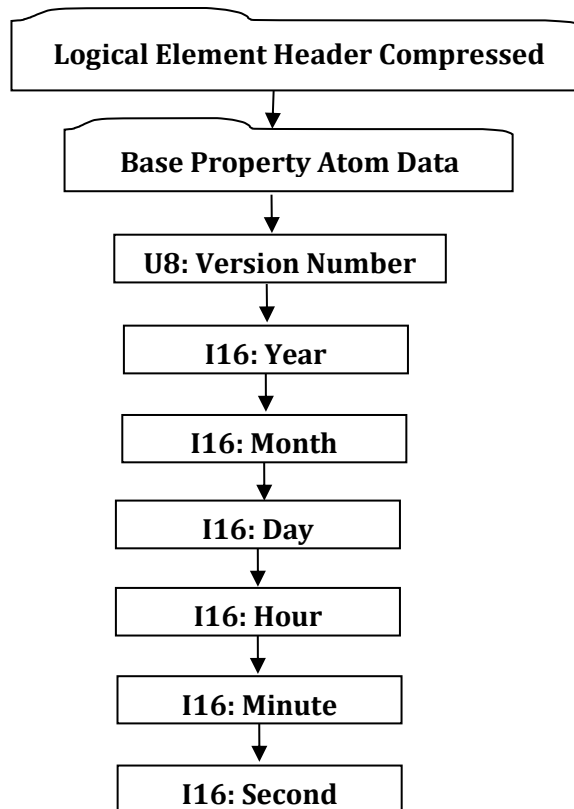 Logical Element Header Compressed
Base Property Atom Data
U8: Version Number
I16: Year
I16: Month
I16: Day
I16: Hour
I16: Minute
I16: Second